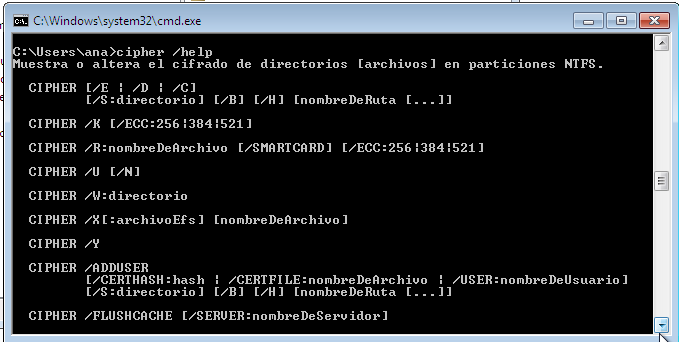 C:\Windows\system32\cmd.exe
C:\Users\ana>cipher /help
Muestra o altera el cifrado de directorios [archivos] en particiones NTFS.
CIPHER [/E ¦ /D ¦ /C]
[/S:directorio] [/B] [/H] [nombreDeRuta [...]]
CIPHER /K [/ECC:256¦384¦521]
CIPHER /R:nombreDeArchivo [/SMARTCARD] [/ECC:256¦384¦521]
CIPHER /U [/N]
CIPHER /W:directorio
CIPHER /X[:archivoEfs] [nombreDeArchivo]
CIPHER /Y
CIPHER /ADDUSER
[/CERTHASH:hash ¦ /CERTFILE:nombreDeArchivo ¦ /USER:nombreDeUsuario]
[/S:directorio] [/B] [/H] [nombreDeRuta [...]]
CIPHER /FLUSHCACHE [/SERVER:nombreDeServidor]